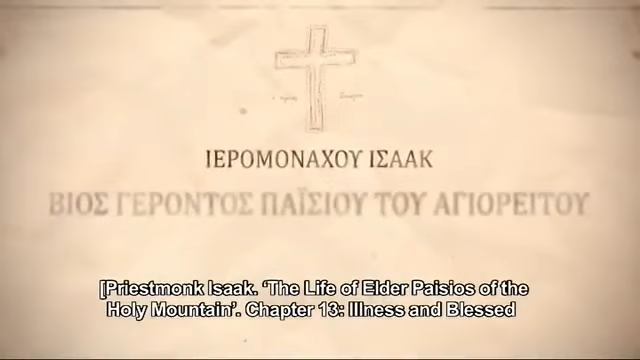 ΙΕΡΟΜΟΝΑΧΟΥ ΙΣΑΑΚ
ΒΙΟΣ ΓΕΡΟΝΤΟΣ ΠΑΪΣΙΟΥ ΤΟΥ ΑΓΙΟΡΕΙΤΟΥ
[Priestmonk Isaak. ‘The Life of Elder Paisios of the
Holy Mountain’. Chapter 13: Illness and Blessed